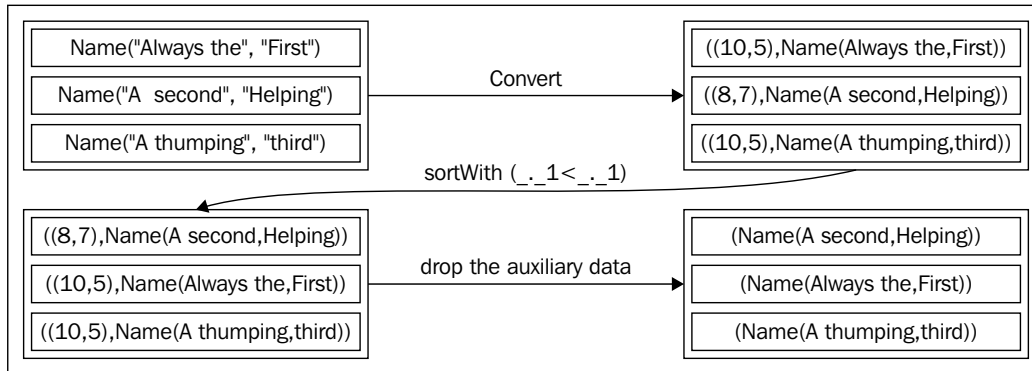 Name("Always the", "First")
Name("A  second", "Helping")
Name("A thumping", "third")
Convert
((10,5),Name(Always the,First))
((8,7),Name(A second,Helping))
((10,5),Name(A thumping,third))
sortWith (_._1<_._1)
((8,7),Name(A second,Helping))
((10,5),Name(Always the,First))
((10,5),Name(A thumping,third))
drop the auxiliary data
(Name(A second,Helping))
(Name(Always the,First))
(Name(A thumping,third))